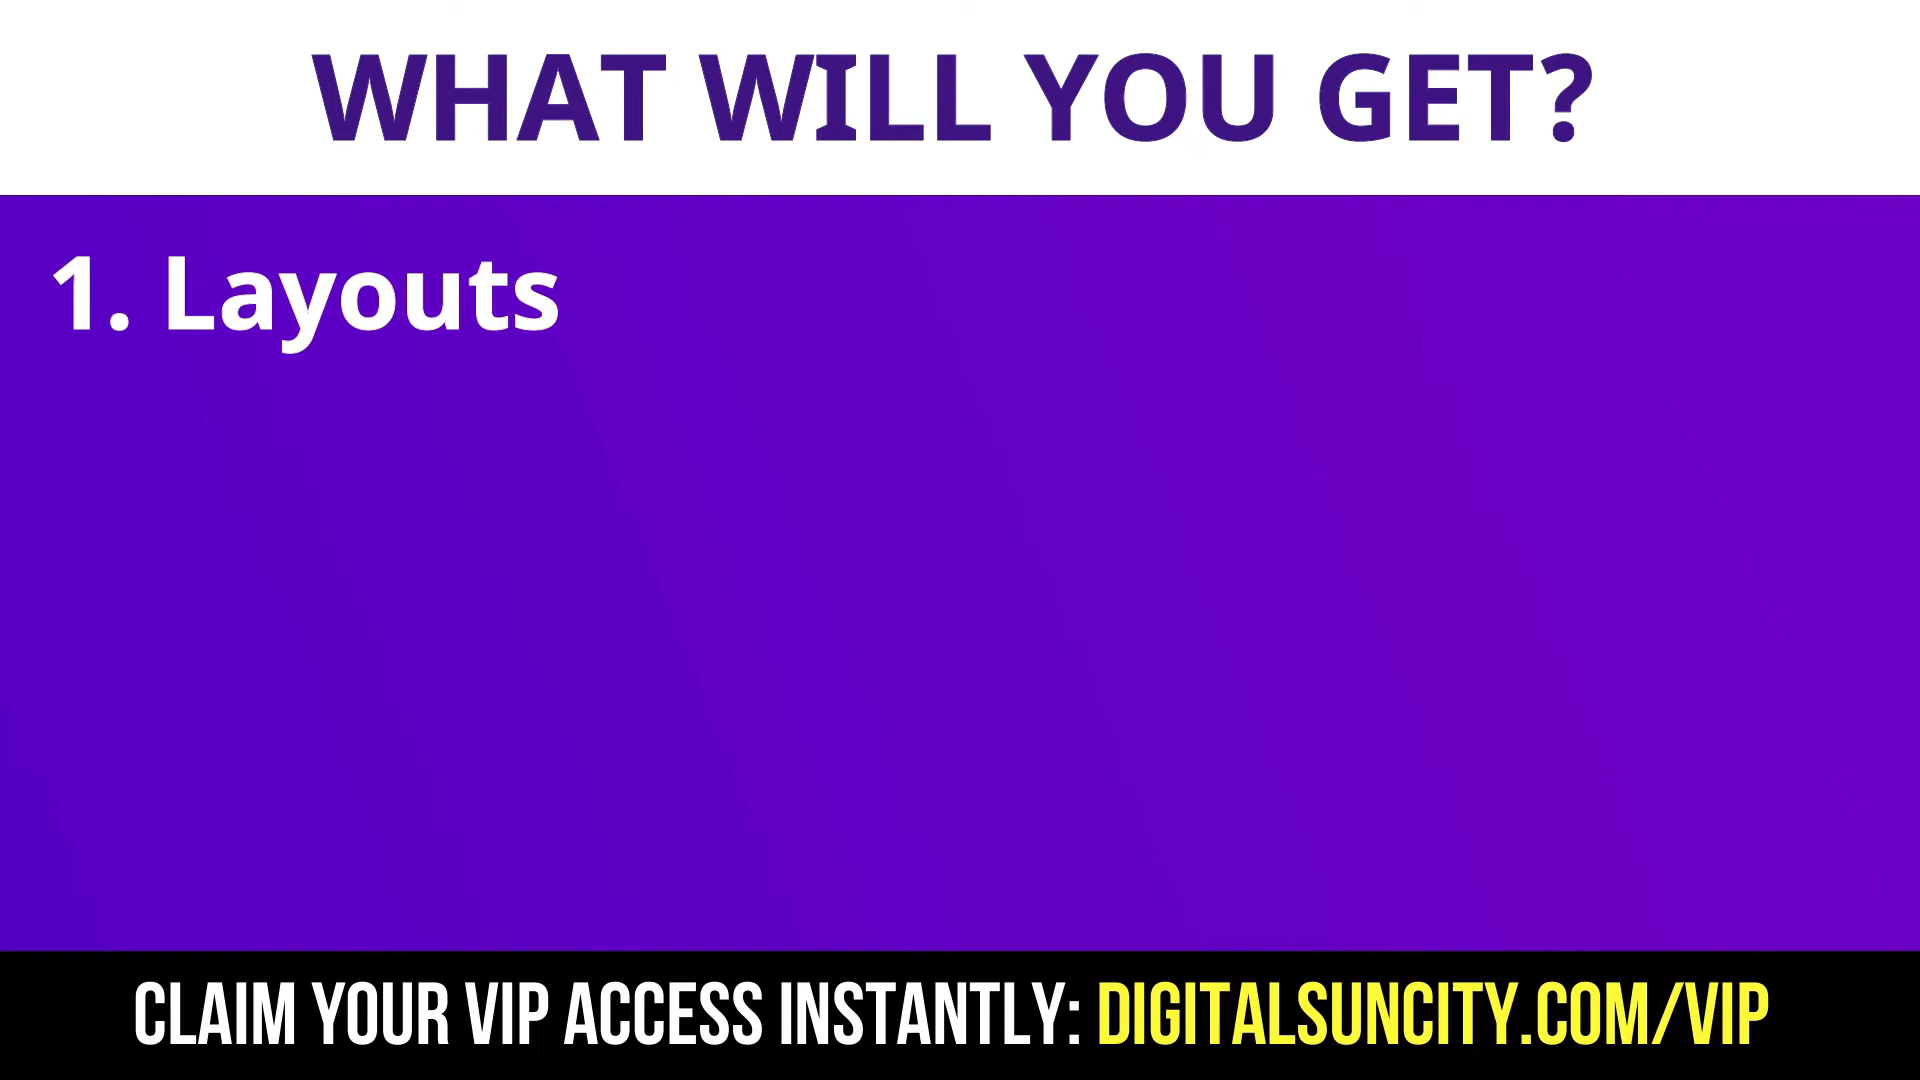 WHAT WILL YOU GET?
1. Layouts
CLAIM YOUR VIP ACCESS INSTANTLY: DIGITALSUNCITY.COM/VIP